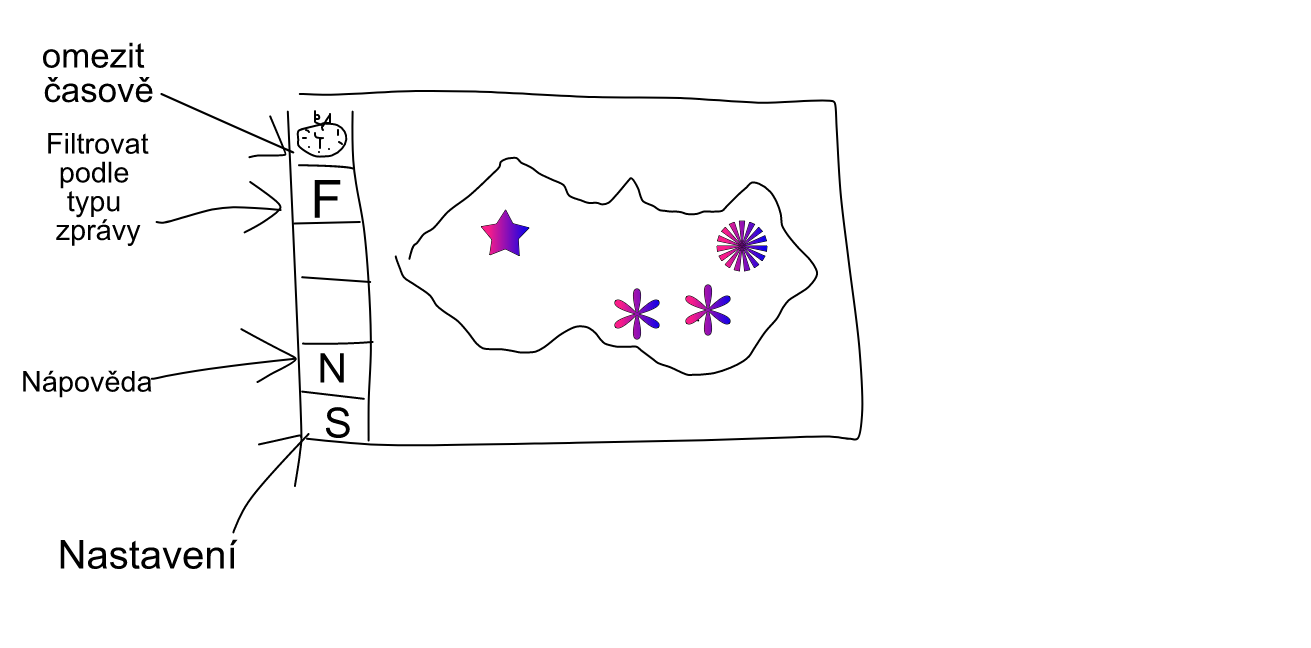 omezit
časově
Filtrovat
podle
typu
zprávy
F
Nápověda
N
S
Nastavení